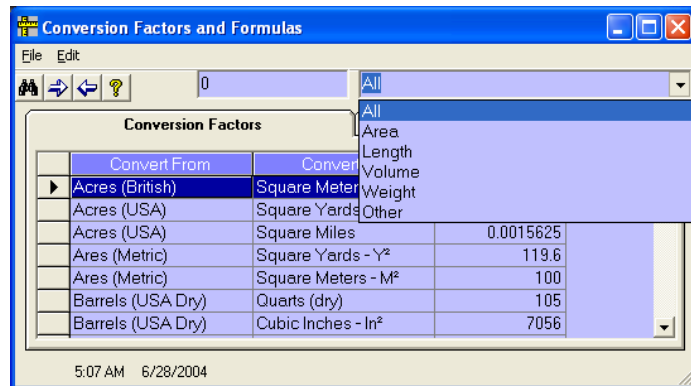 Conversion Factors and Formulas
File Edit
0 All
All
Area
Length
Volume
Weight
Other
Conversion Factors
Convert From Conver
Acres (British) Square Meter
Acres (USA) Square Yards
Acres (USA) Square Miles 0.0015625
Ares (Metric) Square Yards - Y² 119.6
Ares (Metric) Square Meters - M² 100
Barrels (USA Dry) Quarts (dry) 105
Barrels (USA Dry) Cubic Inches - In² 7056
5:07 AM 6/28/2004